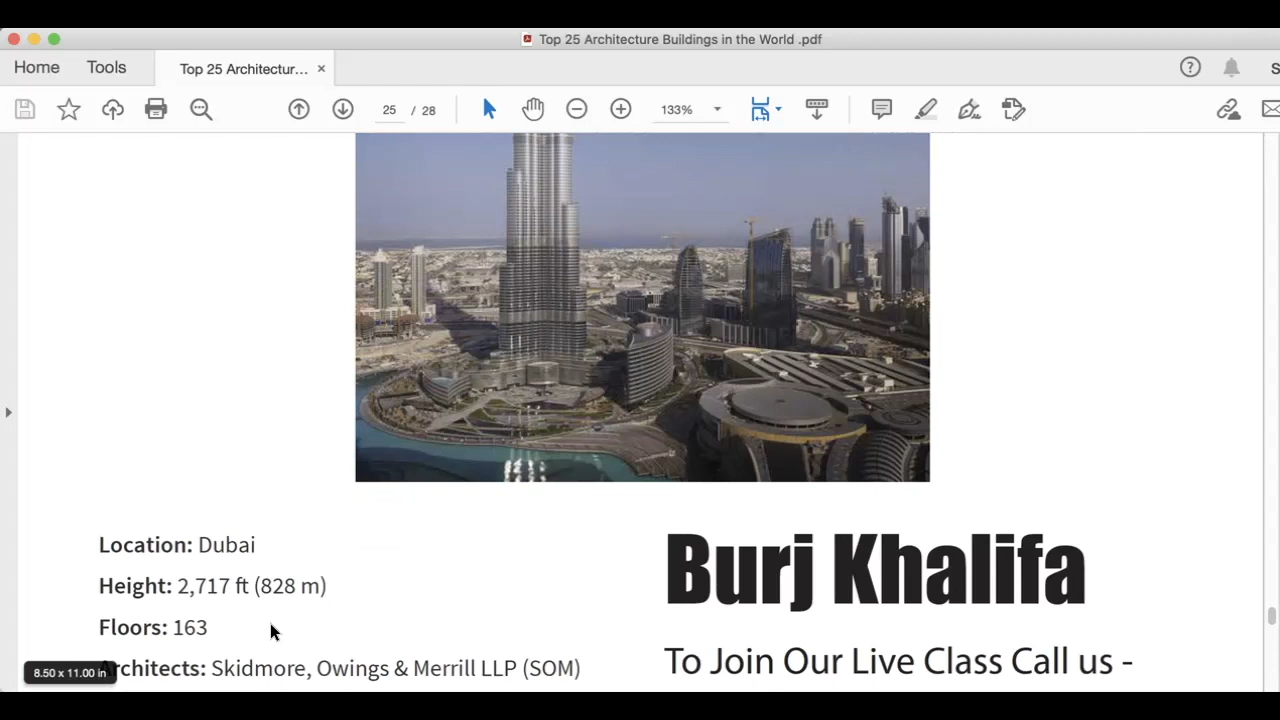 Top 25 Architecture Buildings in the World .pdf
Home Tools Top 25 Architectur... ×
25 / 28 133%
Location: Dubai
Height: 2,717 ft (828 m)
Floors: 163
Architects: Skidmore, Owings & Merrill LLP (SOM)
8.50 x 11.00 in
Burj Khalifa
To Join Our Live Class Call us -